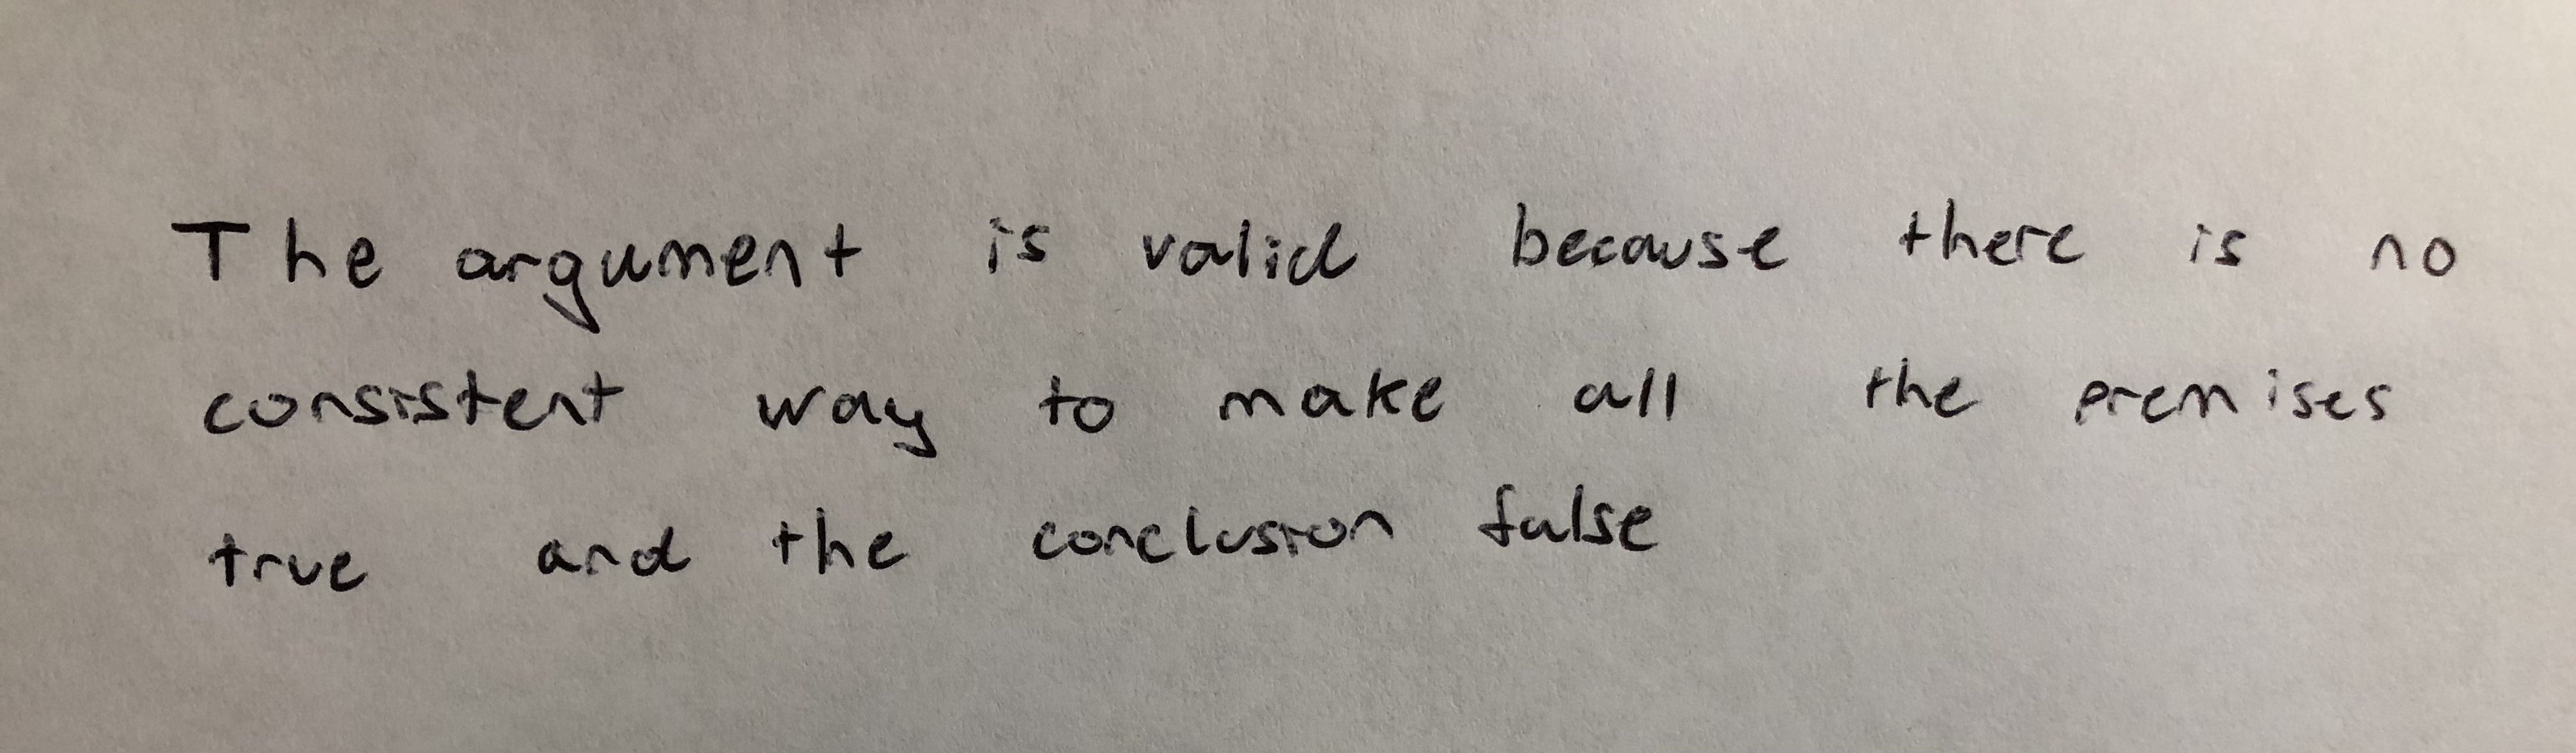 The argument is valid because there is no
consistent way to make all the premises
true and the conclusion false